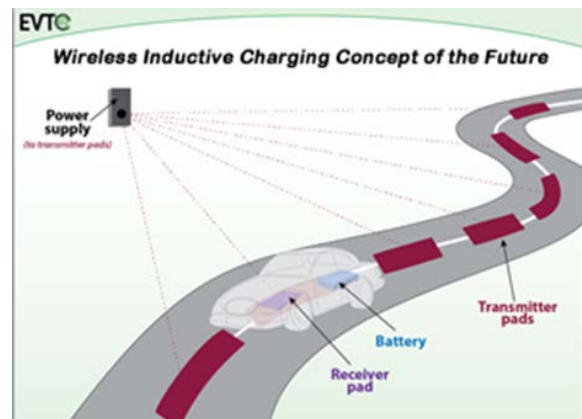 EVTC
Wireless Inductive Charging Concept of the Future
Power
supply
(to transmitter pads)
Transmitter
pads
Battery
Receiver
pad